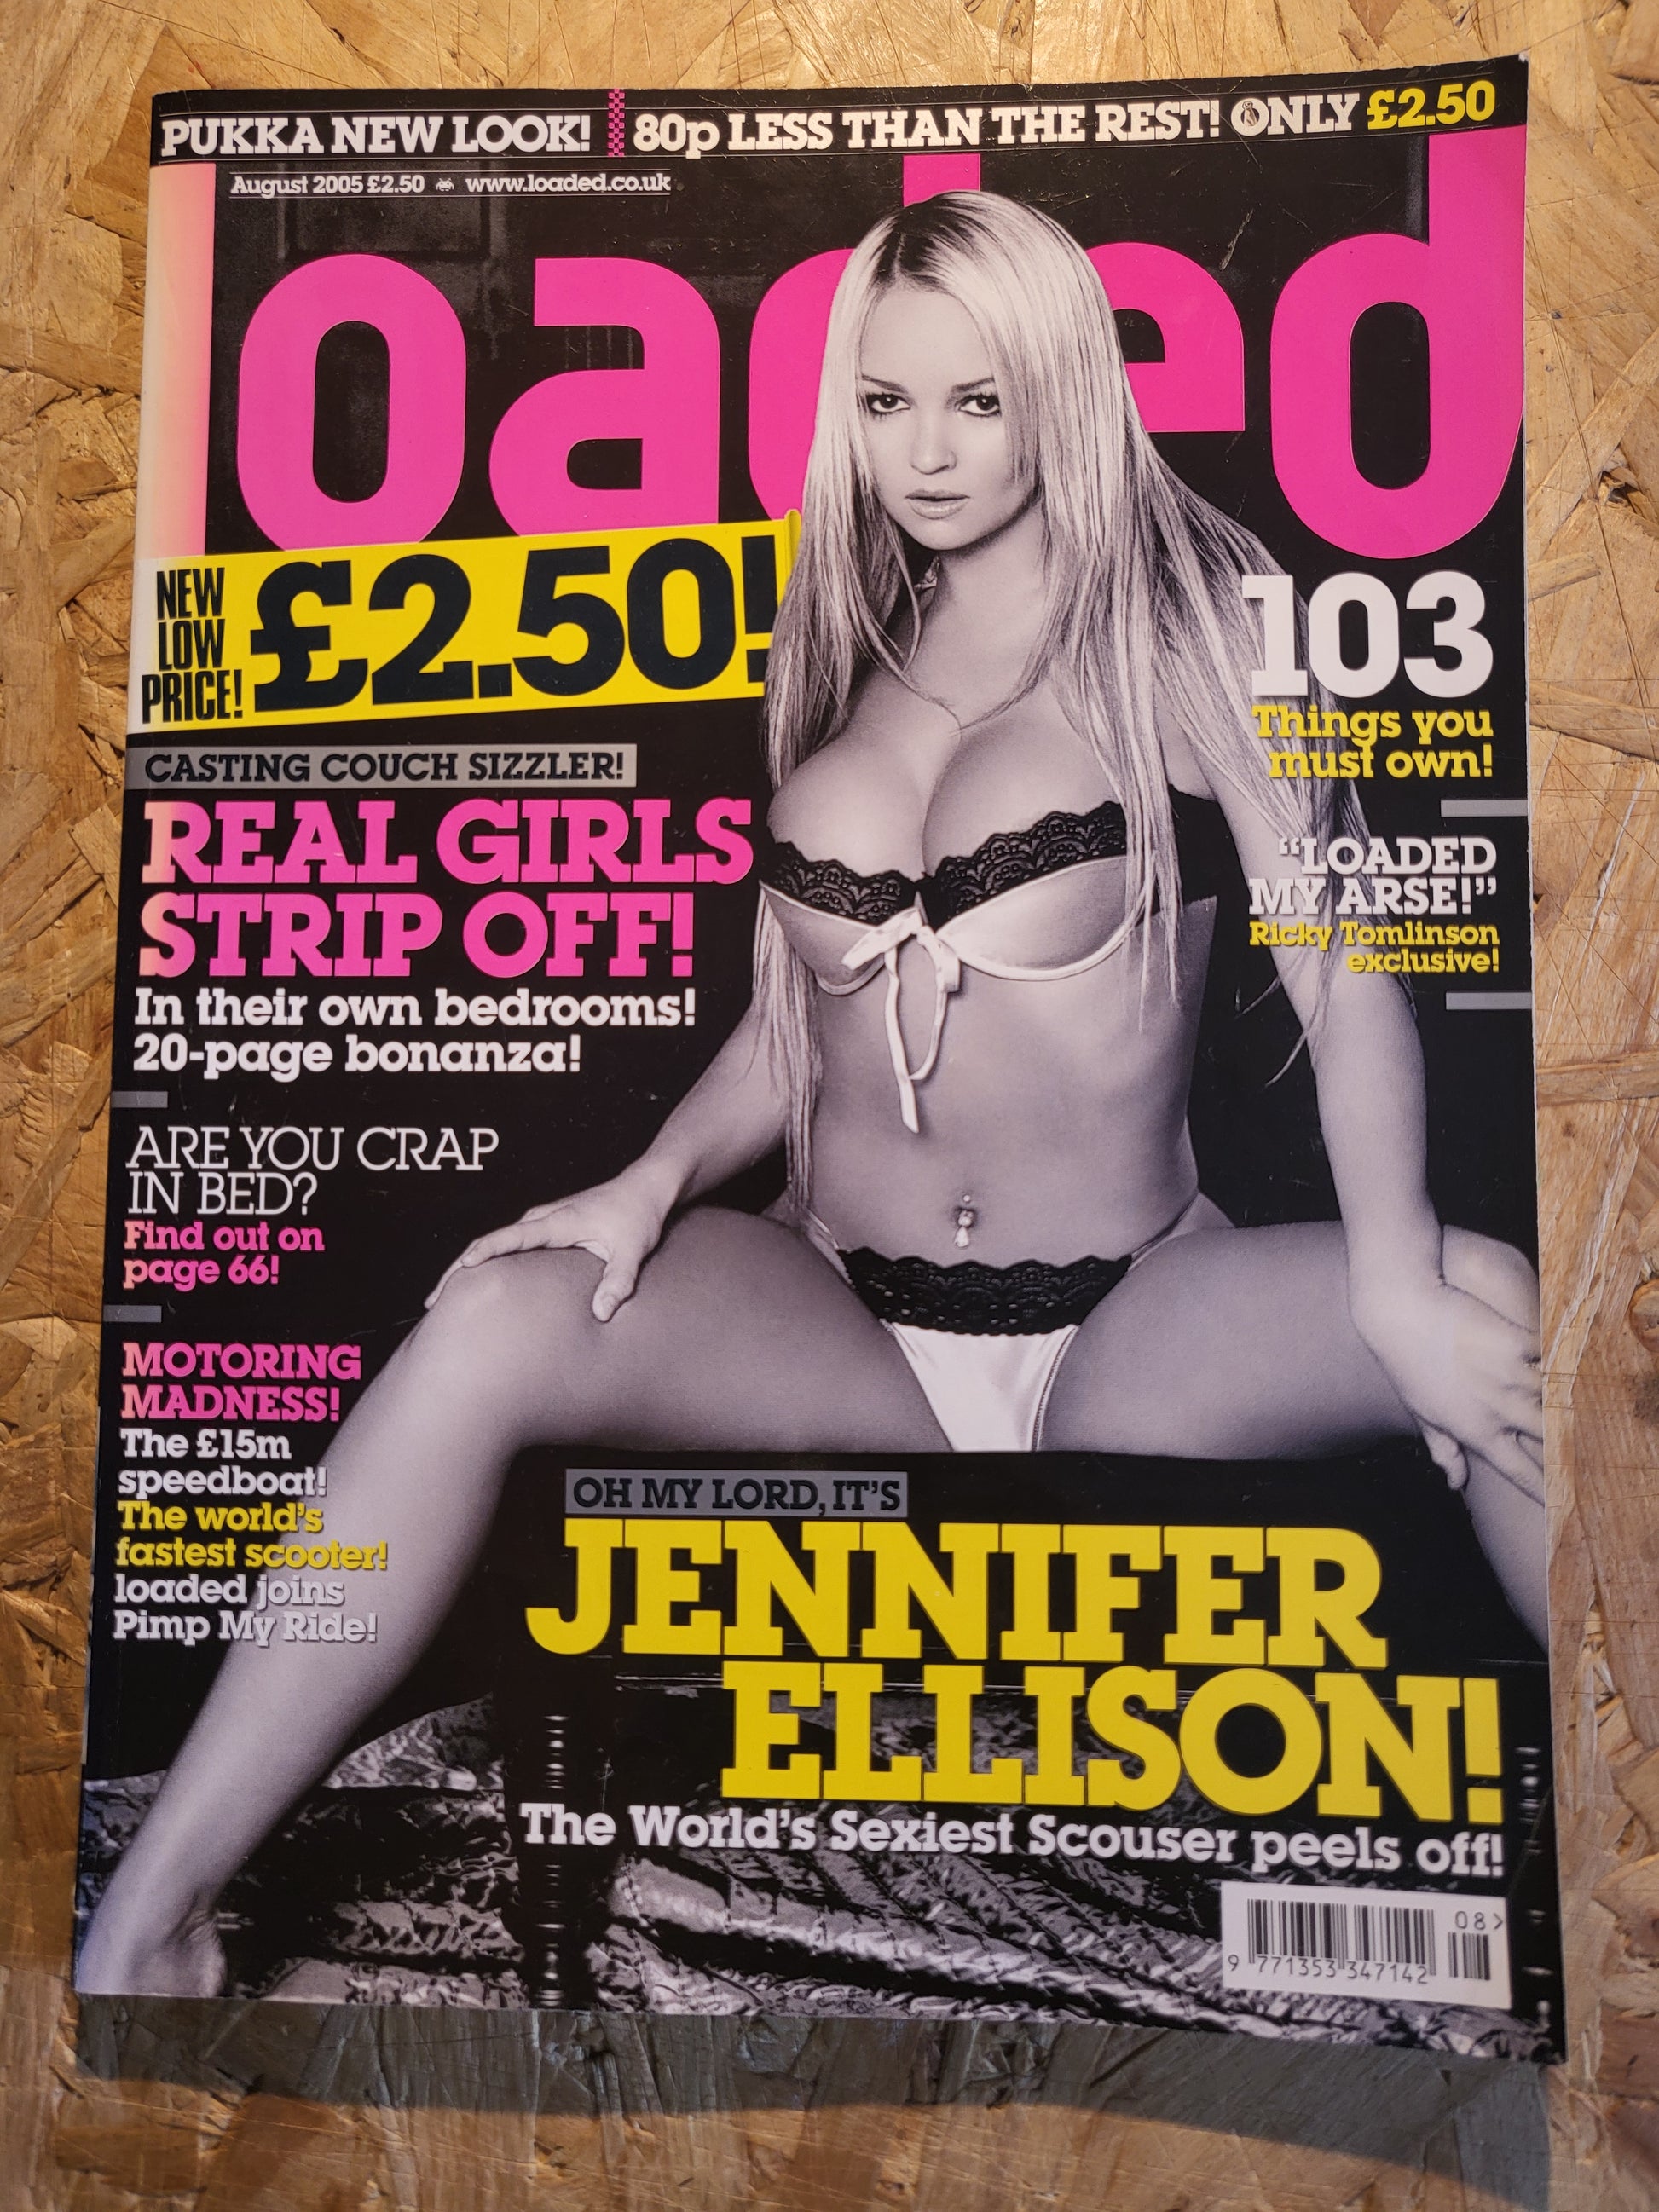 PUKKA NEW LOOK! 80p LESS THAN THE REST! ONLY £2.50
August 2005 £2.50 www.loaded.co.uk
loaded
NEW
LOW
PRICE!
£2.50!
CASTING COUCH SIZZLER!
REAL GIRLS
STRIP OFF!
In their own bedrooms!
20-page bonanza!
ARE YOU CRAP
IN BED?
Find out on
page 66!
MOTORING
MADNESS!
The £15m
speedboat!
The world's
fastest scooter!
loaded joins
Pimp My Ride!
103
Things you
must own!
“LOADED
MY ARSE!”
Ricky Tomlinson
exclusive!
OH MY LORD, IT'S
JENNIFER
ELLISON!
The World's Sexiest Scouser peels off!
08>
9 771353 347142